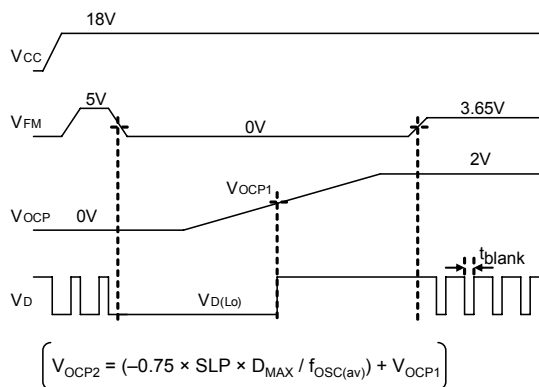 18V
VCC
5V
VFM
0V
3.65V
2V
VOCP1
VOCP
0V
tblank
VD
VD(Lo)
VOCP2 = (–0.75 × SLP × DMAX / fOSC(av)) + VOCP1